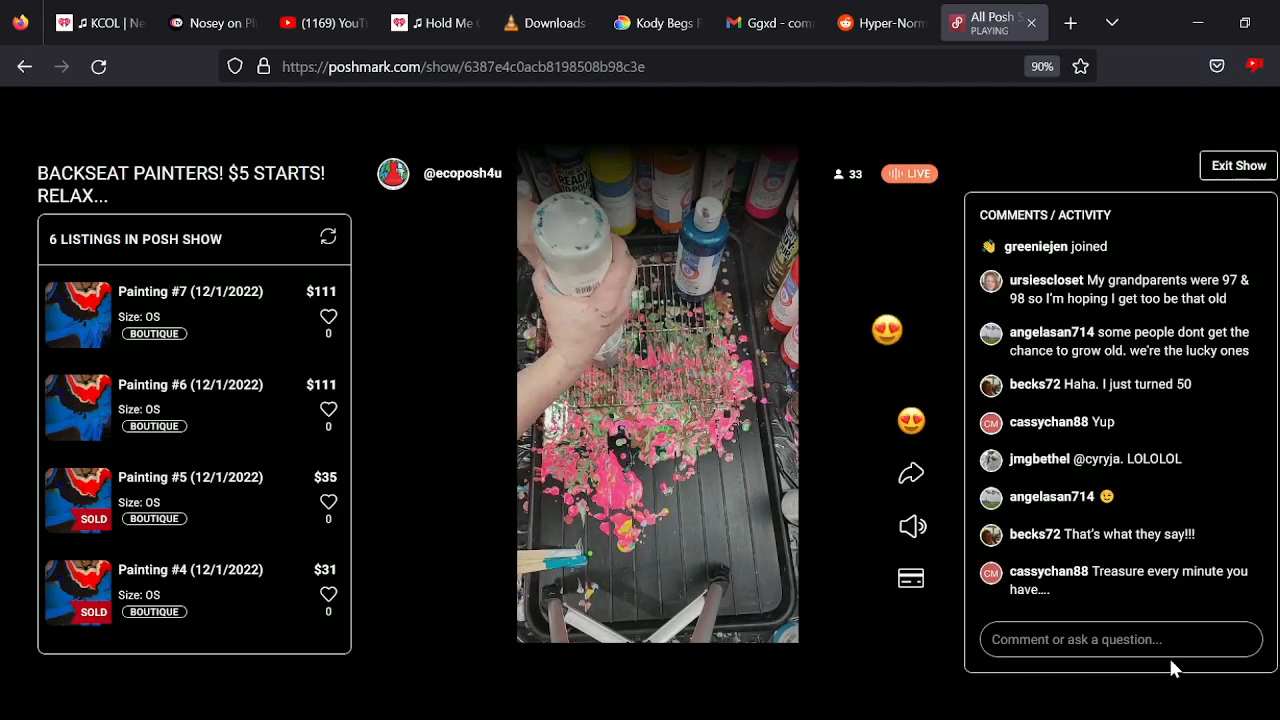 ♫ KCOL | Ne
Nosey on Pl
(1169) YouT
♫ Hold Me C
Downloads
Kody Begs F
Ggxd - com
Hyper-Norm
All Posh S
PLAYING
https://poshmark.com/show/6387e4c0acb8198508b98c3e
90%
BACKSEAT PAINTERS! $5 STARTS!
RELAX...
@ecoposh4u
33
LIVE
Exit Show
6 LISTINGS IN POSH SHOW
Painting #7 (12/1/2022) $111
Size: OS
BOUTIQUE 0
Painting #6 (12/1/2022) $111
Size: OS
BOUTIQUE 0
Painting #5 (12/1/2022) $35
Size: OS
SOLD BOUTIQUE 0
Painting #4 (12/1/2022) $31
Size: OS
SOLD BOUTIQUE 0
COMMENTS / ACTIVITY
👋 greeniejen joined
ursiescloset My grandparents were 97 &
98 so I'm hoping I get too be that old
angelasan714 some people dont get the
chance to grow old. we're the lucky ones
becks72 Haha. I just turned 50
CM cassychan88 Yup
jmgbethel @cyryja. LOLOLOL
angelasan714 😉
becks72 That's what they say!!!
CM cassychan88 Treasure every minute you
have....
Comment or ask a question...